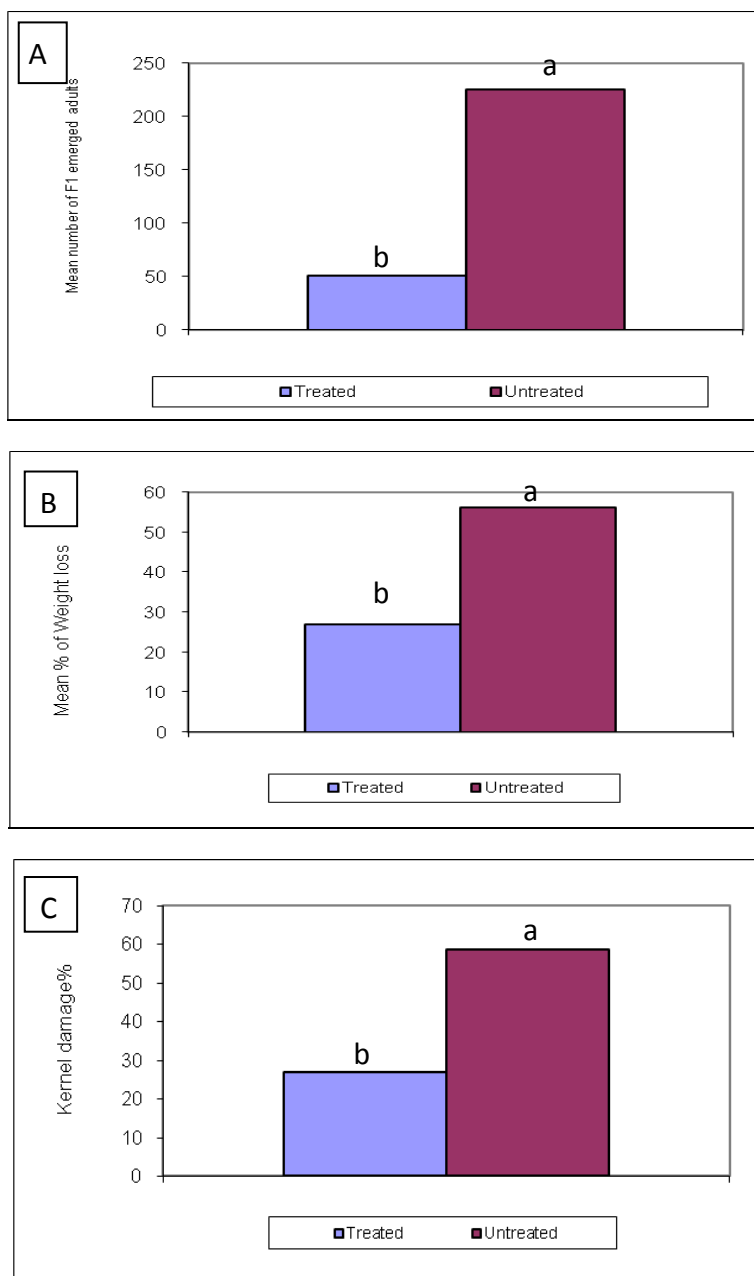 A
Mean number of F1 emerged adults
250
200
150
100
50
0
a
b
Treated Untreated
B
Mean % of Weight loss
60
50
40
30
20
10
0
a
b
Treated Untreated
C
Kernel damage%
70
60
50
40
30
20
10
0
a
b
Treated Untreated